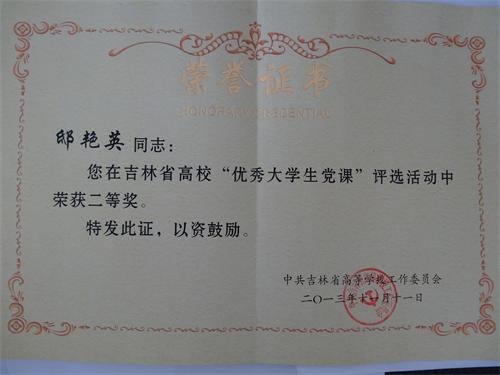 荣誉证书
HONORARY CREDENTIAL
邸艳英 同志：
您在吉林省高校“优秀大学生党课”评选活动中
荣获二等奖。
特发此证，以资鼓励。
中共吉林省高等学校工作委员会
二〇一三年十一月十一日